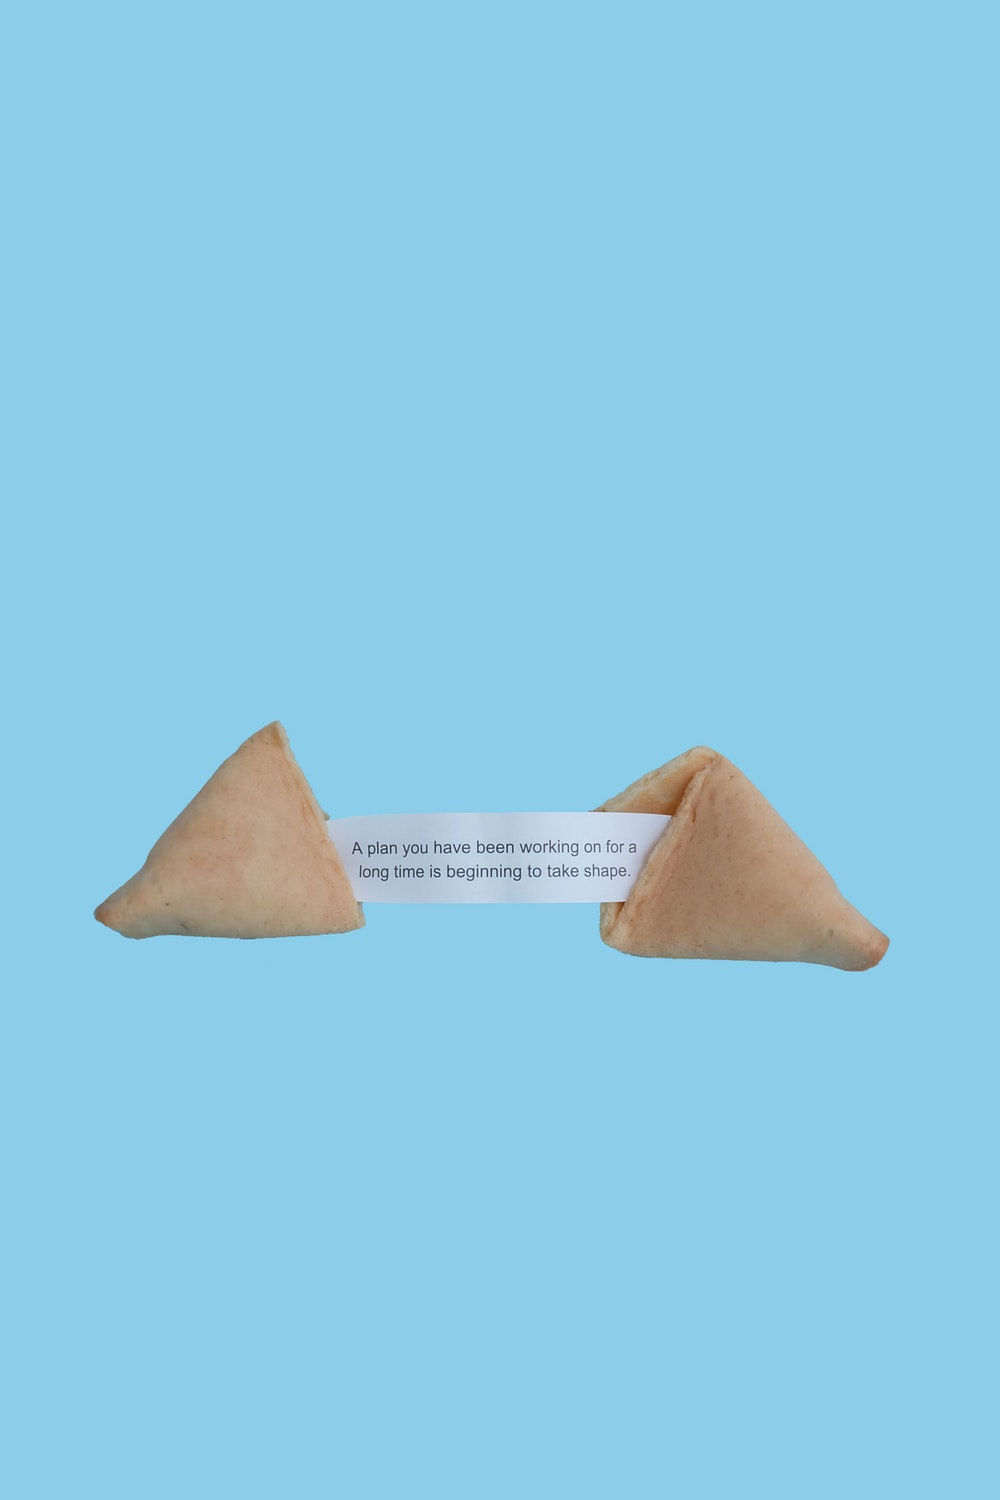 A plan you have been working on for a
long time is beginning to take shape.